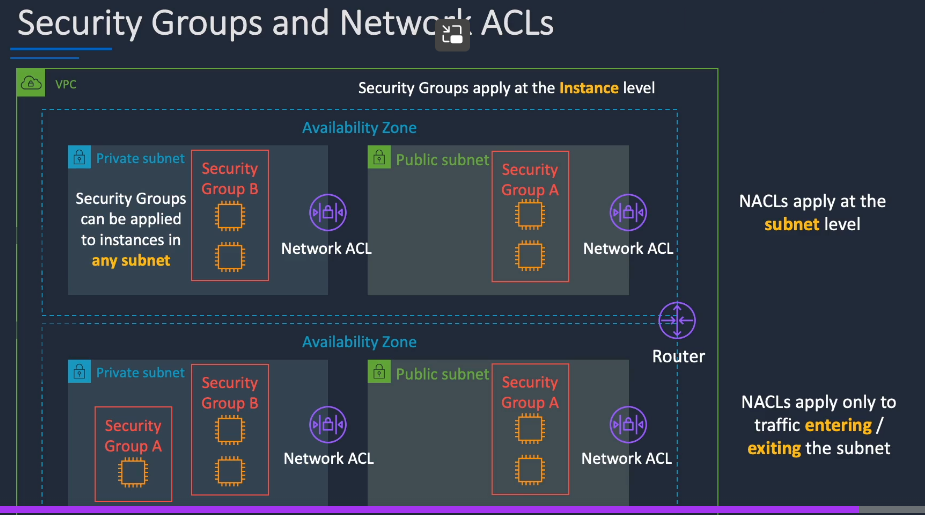 Security Groups and Network ACLs
VPC
Security Groups apply at the Instance level
Availability Zone
Private subnet
Security Groups
can be applied
to instances in
any subnet
Security
Group B
Network ACL
Public subnet
Security
Group A
Network ACL
NACLs apply at the
subnet level
Router
Availability Zone
Private subnet
Security
Group A
Security
Group B
Network ACL
Public subnet
Security
Group A
Network ACL
NACLs apply only to
traffic entering /
exiting the subnet